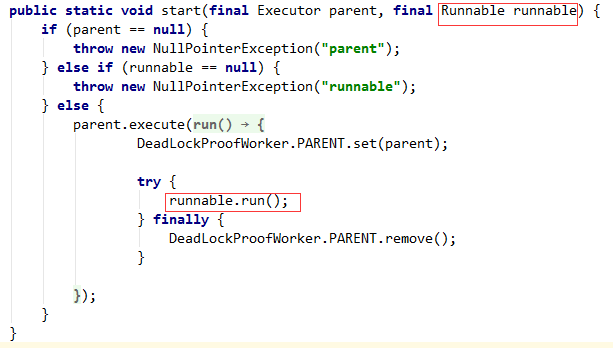 public static void start(final Executor parent, final Runnable runnable) {
    if (parent == null) {
        throw new NullPointerException("parent");
    } else if (runnable == null) {
        throw new NullPointerException("runnable");
    } else {
        parent.execute(run() → {
                DeadLockProofWorker.PARENT.set(parent);
                try {
                    runnable.run();
                } finally {
                    DeadLockProofWorker.PARENT.remove();
                }
        });
    }
}